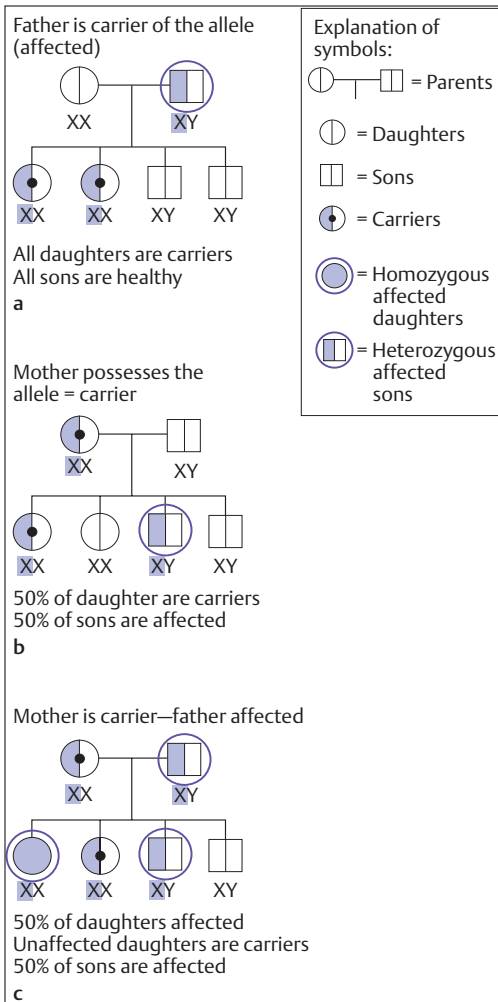 Father is carrier of the allele
(affected)
XX
XY
XX
XX
XY
XY
All daughters are carriers
All sons are healthy
a
Mother possesses the
allele = carrier
XX
XY
XX
XX
XY
XY
50% of daughter are carriers
50% of sons are affected
b
Mother is carrier—father affected
XX
XY
XX
XX
XY
XY
50% of daughters affected
Unaffected daughters are carriers
50% of sons are affected
c
Explanation of
symbols:
= Parents
= Daughters
= Sons
= Carriers
= Homozygous
affected
daughters
= Heterozygous
affected
sons